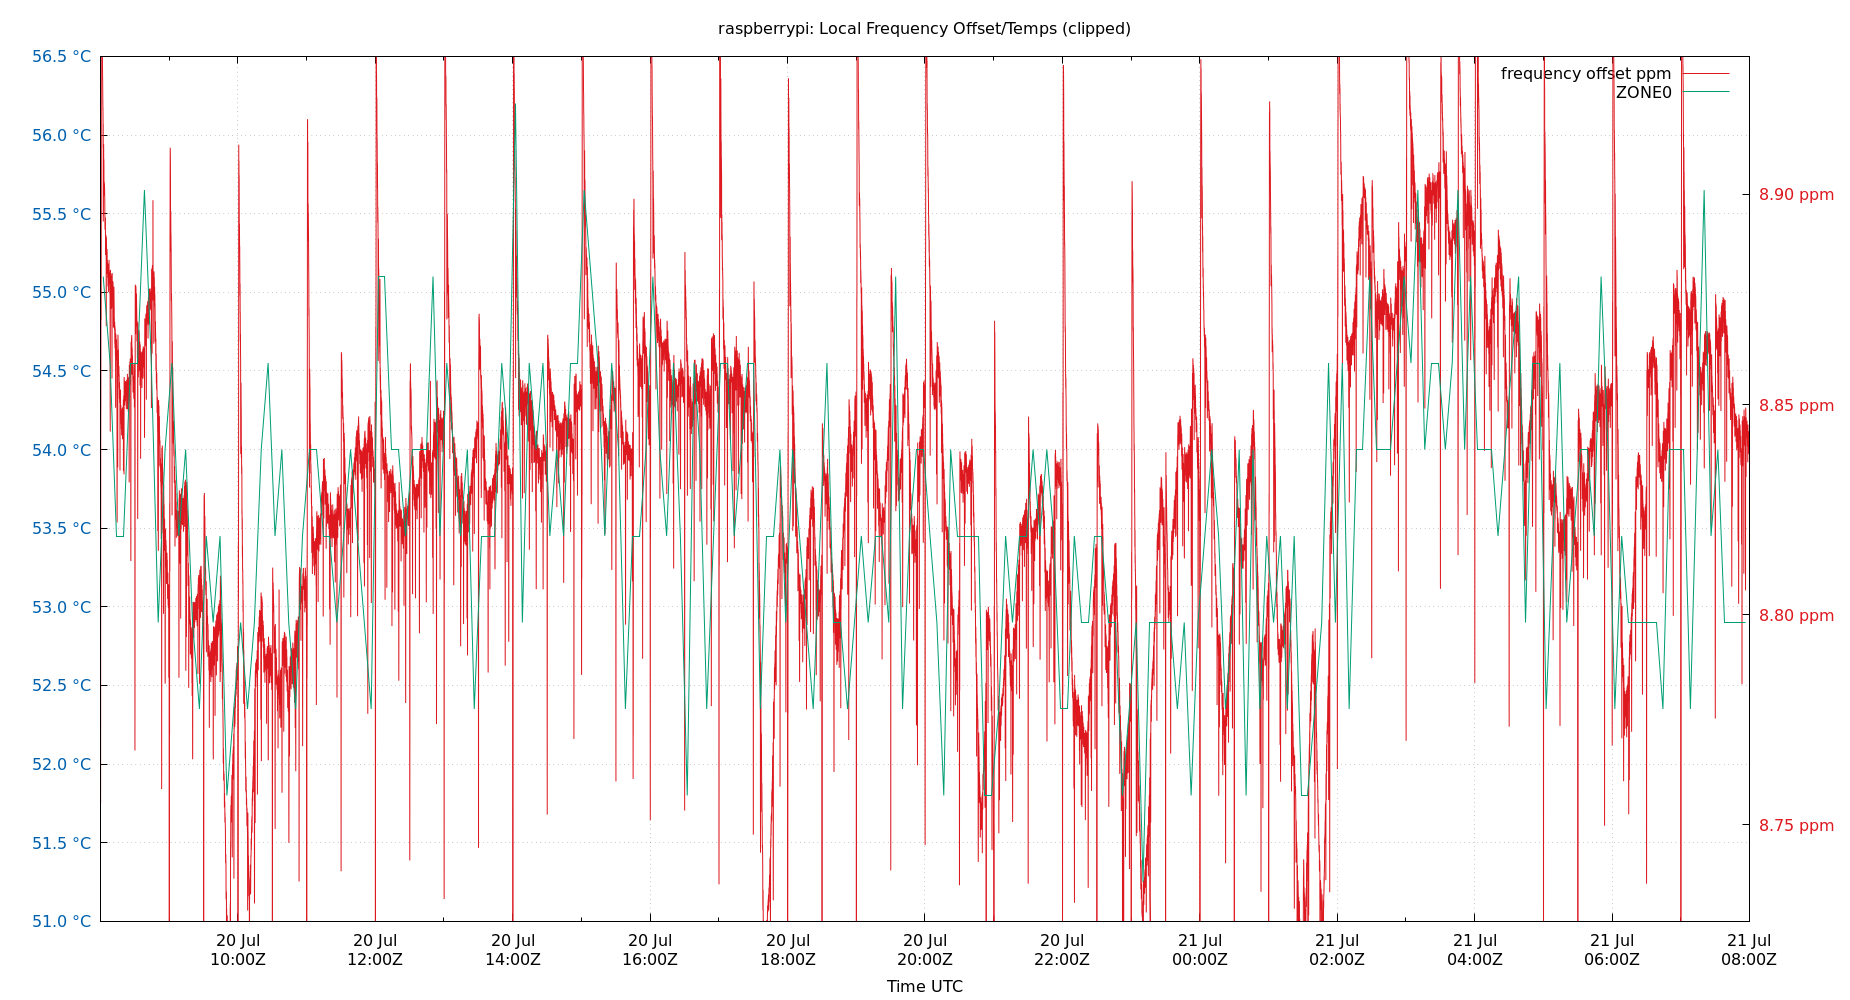 raspberrypi: Local Frequency Offset/Temps (clipped)
56.5 °C
56.0 °C
55.5 °C
55.0 °C
54.5 °C
54.0 °C
53.5 °C
53.0 °C
52.5 °C
52.0 °C
51.5 °C
51.0 °C
frequency offset ppm
ZONE0
8.90 ppm
8.85 ppm
8.80 ppm
8.75 ppm
20 Jul 20 Jul 20 Jul 20 Jul 20 Jul 20 Jul 20 Jul 21 Jul 21 Jul 21 Jul 21 Jul 21 Jul
10:00Z 12:00Z 14:00Z 16:00Z 18:00Z 20:00Z 22:00Z 00:00Z 02:00Z 04:00Z 06:00Z 08:00Z
Time UTC